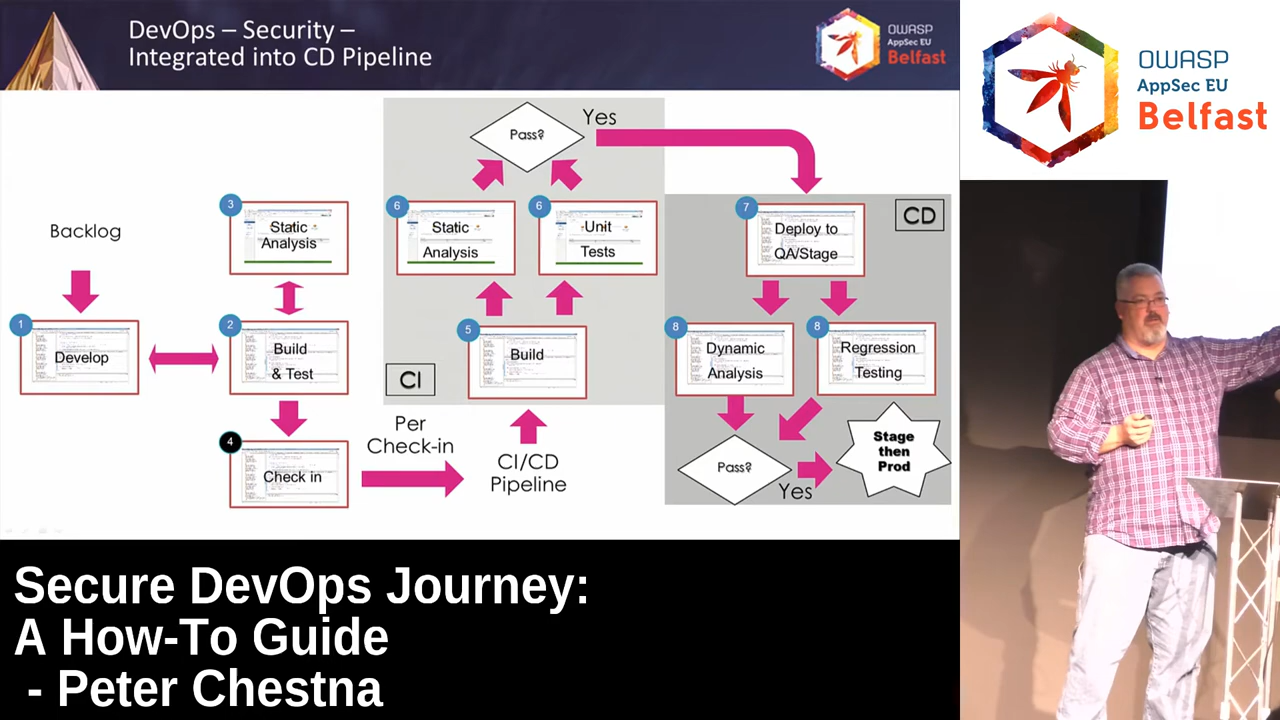 DevOps – Security –
Integrated into CD Pipeline
OWASP
AppSec EU
Belfast
OWASP
AppSec EU
Belfast
Pass?
Yes
3
Static
Analysis
6
Static
Analysis
6
Unit
Tests
7
Deploy to
QA/Stage
CD
Backlog
1
Develop
2
Build
& Test
5
Build
CI
8
Dynamic
Analysis
8
Regression
Testing
4
Check in
Per
Check-in
CI/CD
Pipeline
Pass?
Yes
Stage
then
Prod
Secure DevOps Journey:
A How-To Guide
- Peter Chestna